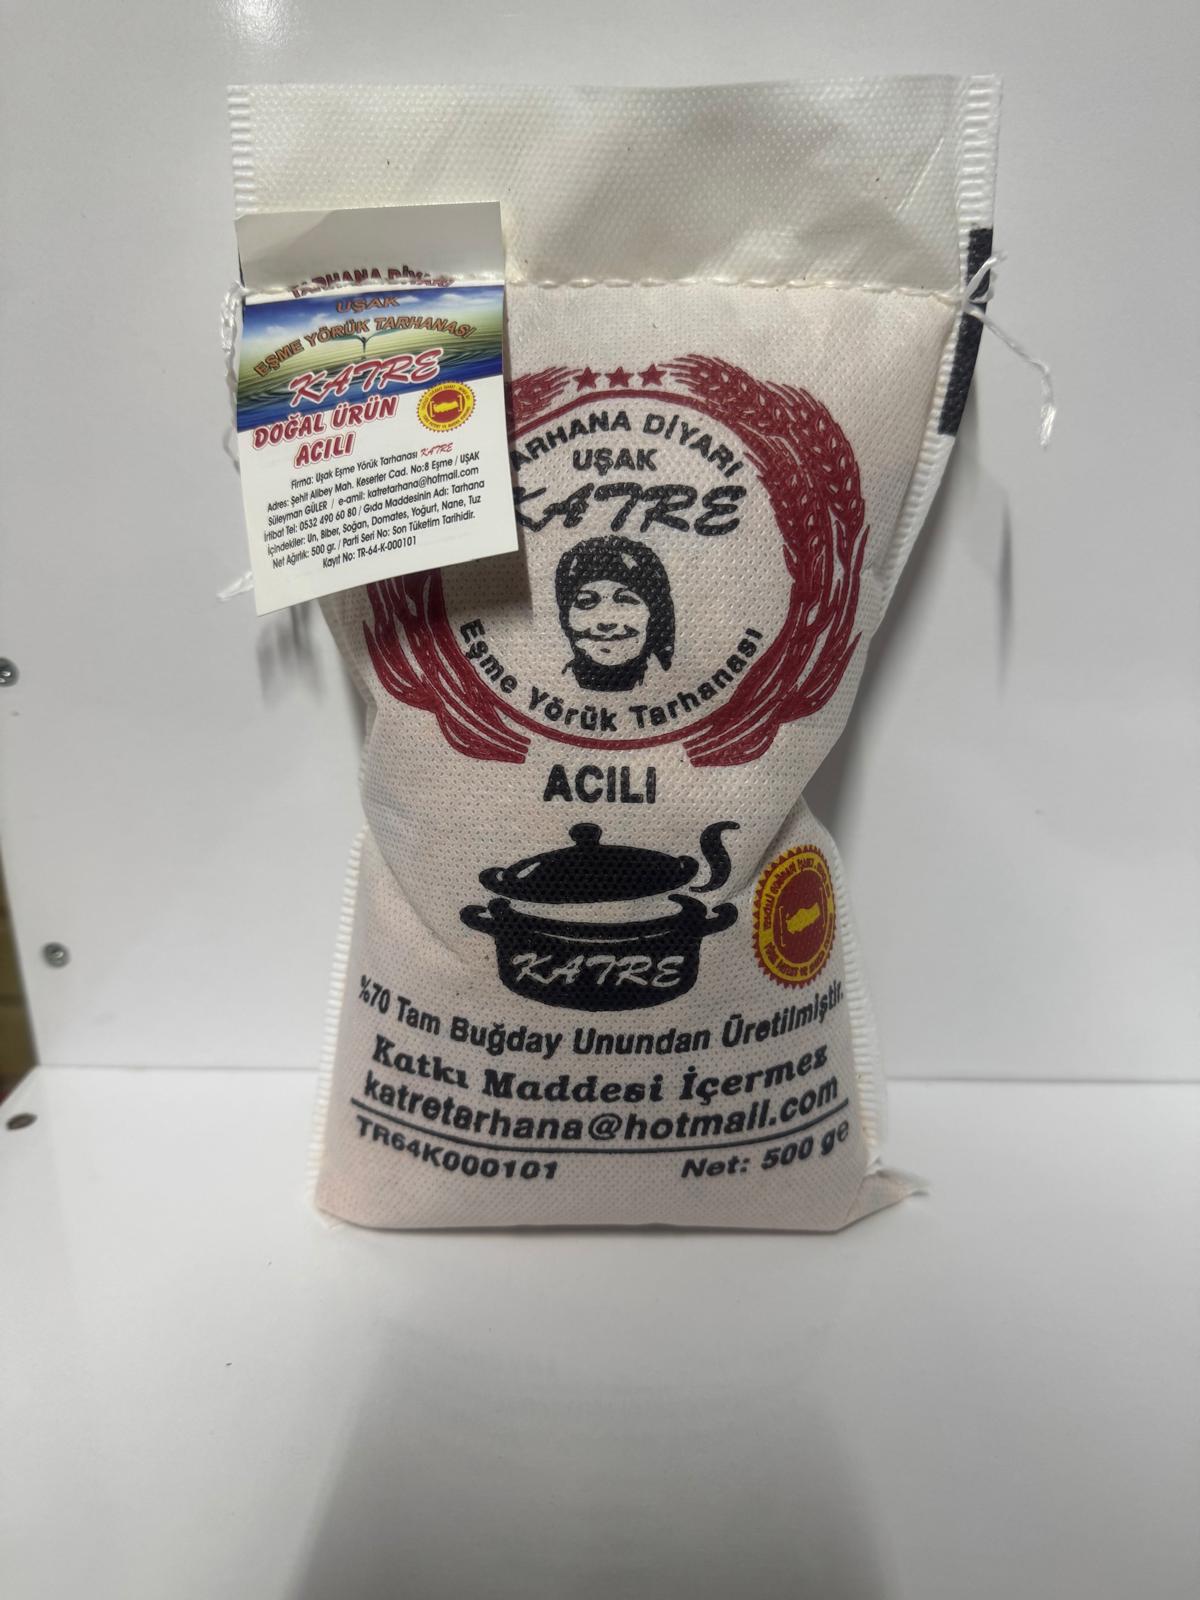 TARHANA DİYARI
UŞAK
EŞME YÖRÜK TARHANASI
KATRE
DOĞAL ÜRÜN
ACILI
Firma: Uşak Eşme Yörük Tarhanası KATRE
Adres: Şehit Alibey Mah. Keserler Cad. No:8 Eşme / UŞAK
Süleyman GÜLER / e-amil: katretarhana@hotmail.com
İrtibat Tel: 0532 490 60 80 / Gıda Maddesinin Adı: Tarhana
İçindekiler: Un, Biber, Soğan, Domates, Yoğurt, Nane, Tuz
Net Ağırlık: 500 gr. / Parti Seri No: Son Tüketim Tarihidir.
Kayıt No: TR-64-K-000101
ARHANA DİYARI
UŞAK
KATRE
Eşme Yörük Tarhanası
ACILI
KATRE
%70 Tam Buğday Unundan Üretilmiştir.
Katkı Maddesi İçermez
katretarhana@hotmail.com
TR64K000101
Net: 500 ge